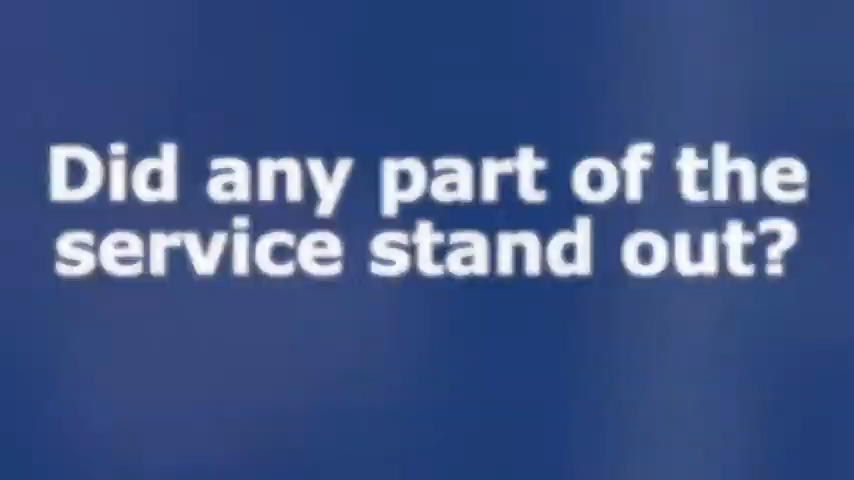 Did any part of the
service stand out?